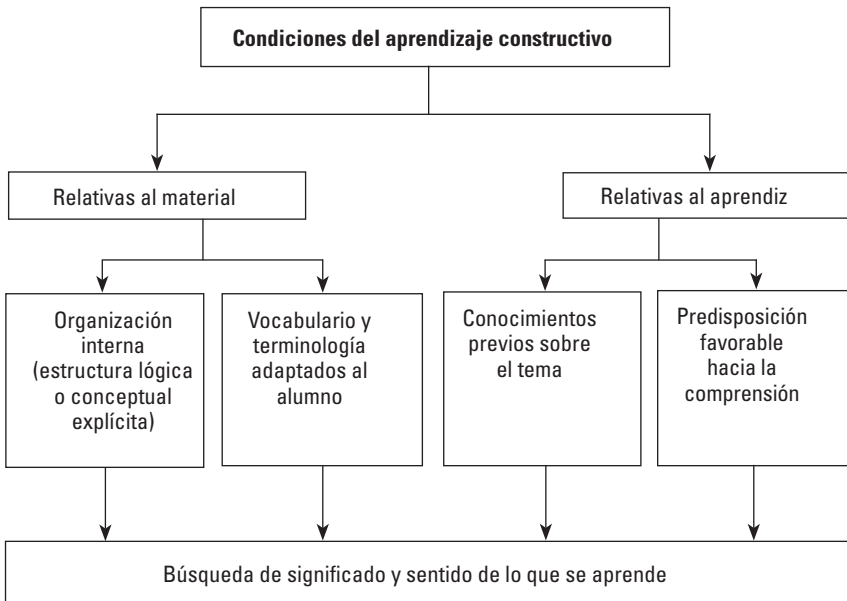 Condiciones del aprendizaje constructivo
Relativas al material
Relativas al aprendiz
Organización
interna
(estructura lógica
o conceptual
explícita)
Vocabulario y
terminología
adaptados al
alumno
Conocimientos
previos sobre
el tema
Predisposición
favorable
hacia la
comprensión
Búsqueda de significado y sentido de lo que se aprende